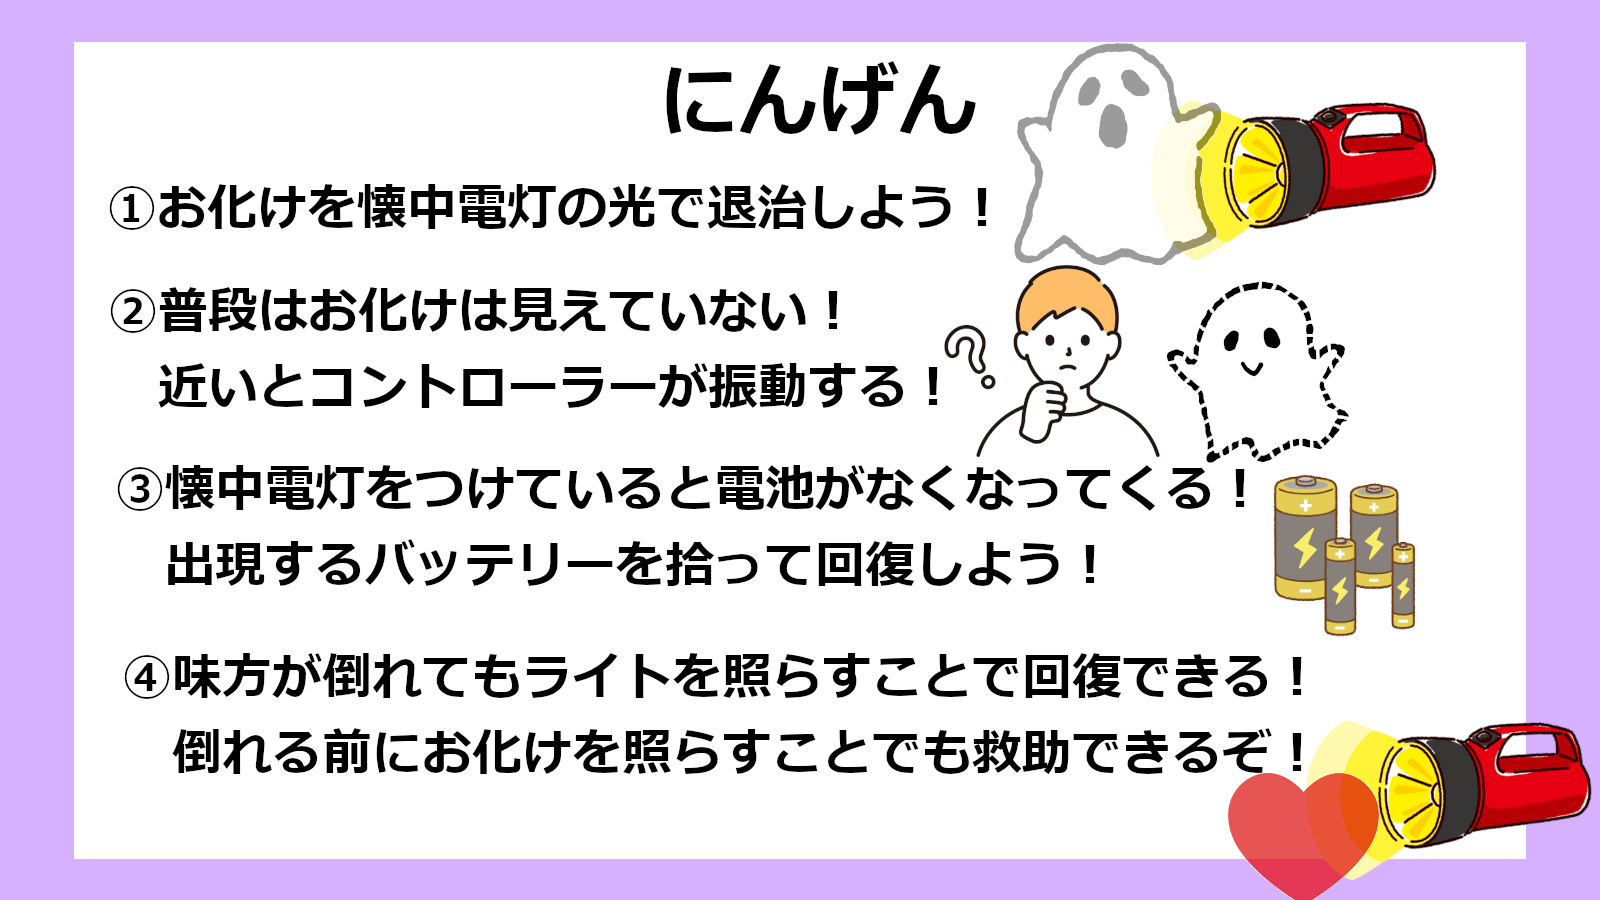 にんげん
①お化けを懐中電灯の光で退治しよう！
②普段はお化けは見えていない！
近いとコントローラーが振動する！
③懐中電灯をつけていると電池がなくなってくる！
出現するバッテリーを拾って回復しよう！
④味方が倒れてもライトを照らすことで回復できる！
倒れる前にお化けを照らすことでも救助できるぞ！